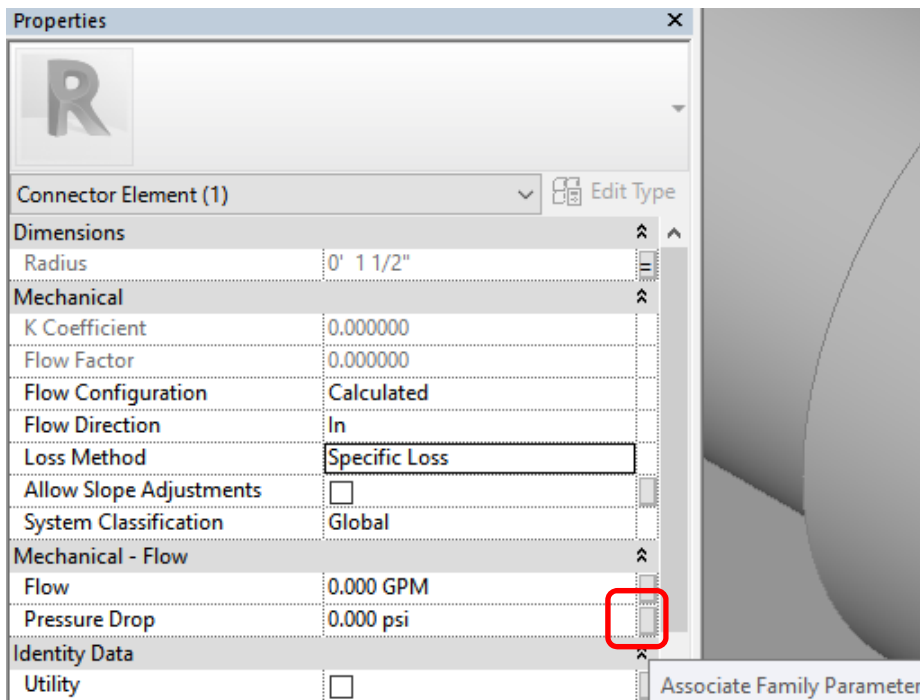 Properties
R
Connector Element (1) Edit Type
Dimensions
Radius 0' 1 1/2" =
Mechanical
K Coefficient 0.000000
Flow Factor 0.000000
Flow Configuration Calculated
Flow Direction In
Loss Method Specific Loss
Allow Slope Adjustments
System Classification Global
Mechanical - Flow
Flow 0.000 GPM
Pressure Drop 0.000 psi
Identity Data
Utility
Associate Family Parameter